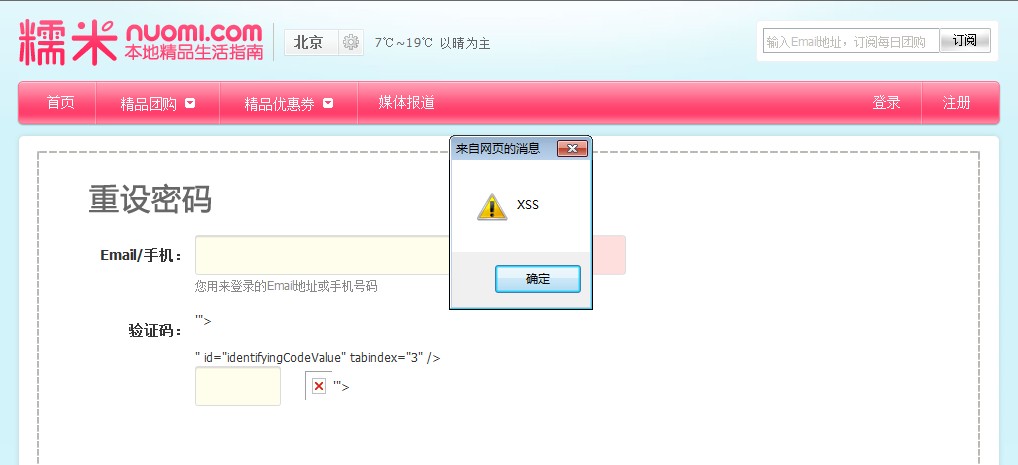 糯米 nuomi.com
本地精品生活指南
北京
7℃~19℃ 以晴为主
输入Email地址，订阅每日团购
订阅
首页 精品团购 精品优惠券 媒体报道 登录 注册
来自网页的消息
XSS
确定
重设密码
Email/手机：
您用来登录的Email地址或手机号码
验证码： '">
" id="identifyingCodeValue" tabindex="3" />
'">